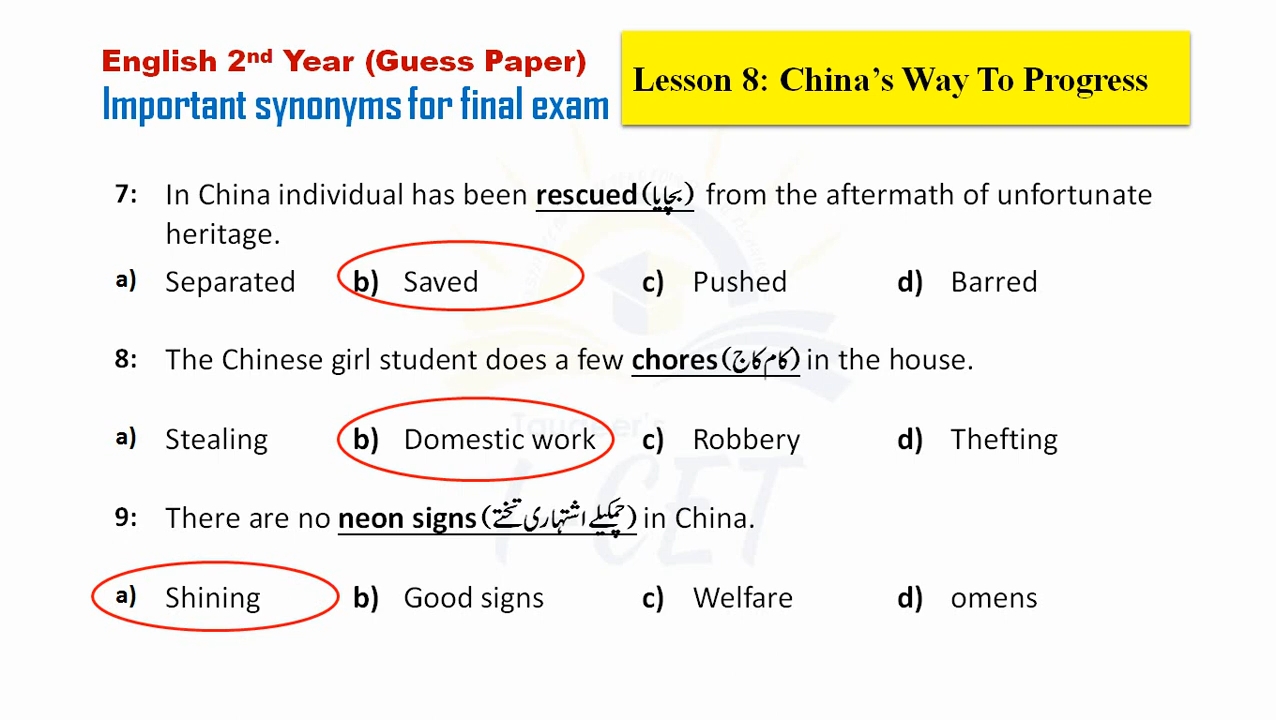 English 2nd Year (Guess Paper)
Important synonyms for final exam
Lesson 8: China's Way To Progress
7: In China individual has been rescued(بچایا) from the aftermath of unfortunate
heritage.
a) Separated b) Saved c) Pushed d) Barred
8: The Chinese girl student does a few chores(کام کاج) in the house.
a) Stealing b) Domestic work c) Robbery d) Thefting
9: There are no neon signs(چمکیلے اشتہاری تختے) in China.
a) Shining b) Good signs c) Welfare d) omens